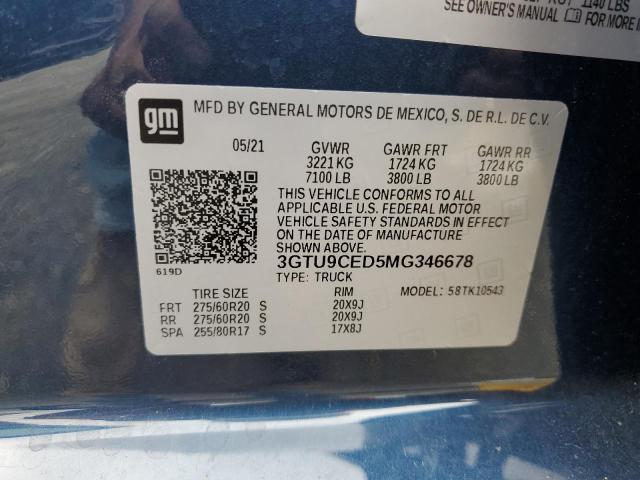 1140 LBS
SEE OWNER'S MANUAL FOR MORE
gm
MFD BY GENERAL MOTORS DE MEXICO, S. DE R.L. DE C.V.
05/21 GVWR GAWR FRT GAWR RR
3221 KG 1724 KG 1724 KG
7100 LB 3800 LB 3800 LB
THIS VEHICLE CONFORMS TO ALL
APPLICABLE U.S. FEDERAL MOTOR
VEHICLE SAFETY STANDARDS IN EFFECT
ON THE DATE OF MANUFACTURE
SHOWN ABOVE.
619D
3GTU9CED5MG346678
TYPE: TRUCK MODEL: 58TK10543
TIRE SIZE RIM
FRT 275/60R20 S 20X9J
RR 275/60R20 S 20X9J
SPA 255/80R17 S 17X8J